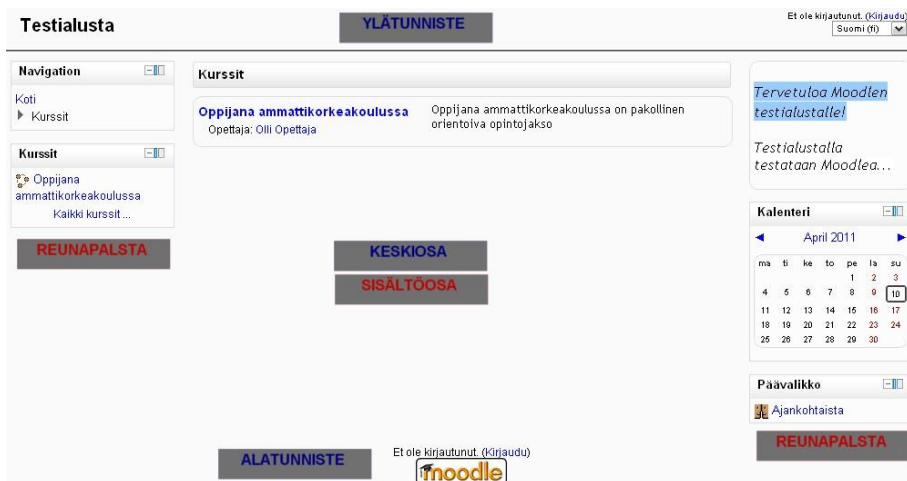 Testialusta
YLÄTUNNISTE
Et ole kirjautunut. (Kirjaudu)
Suomi (fi)
Navigation
Koti
Kurssit
Kurssit
Oppijana
ammattikorkeakoulussa
Kaikki kurssit ...
REUNAPALSTA
Kurssit
Oppijana ammattikorkeakoulussa
Opettaja: Olli Opettaja
Oppijana ammattikorkeakoulussa on pakollinen
orientoiva opintojakso
KESKIOSA
SISÄLTÖOSA
Tervetuloa Moodlen
testialustalle!
Testialustalla
testataan Moodlea...
Kalenteri
April 2011
ma ti ke to pe la su
1 2 3
4 5 6 7 8 9 10
11 12 13 14 15 16 17
18 19 20 21 22 23 24
25 26 27 28 29 30
Päävalikko
Ajankohtaista
REUNAPALSTA
ALATUNNISTE
Et ole kirjautunut. (Kirjaudu)
moodle